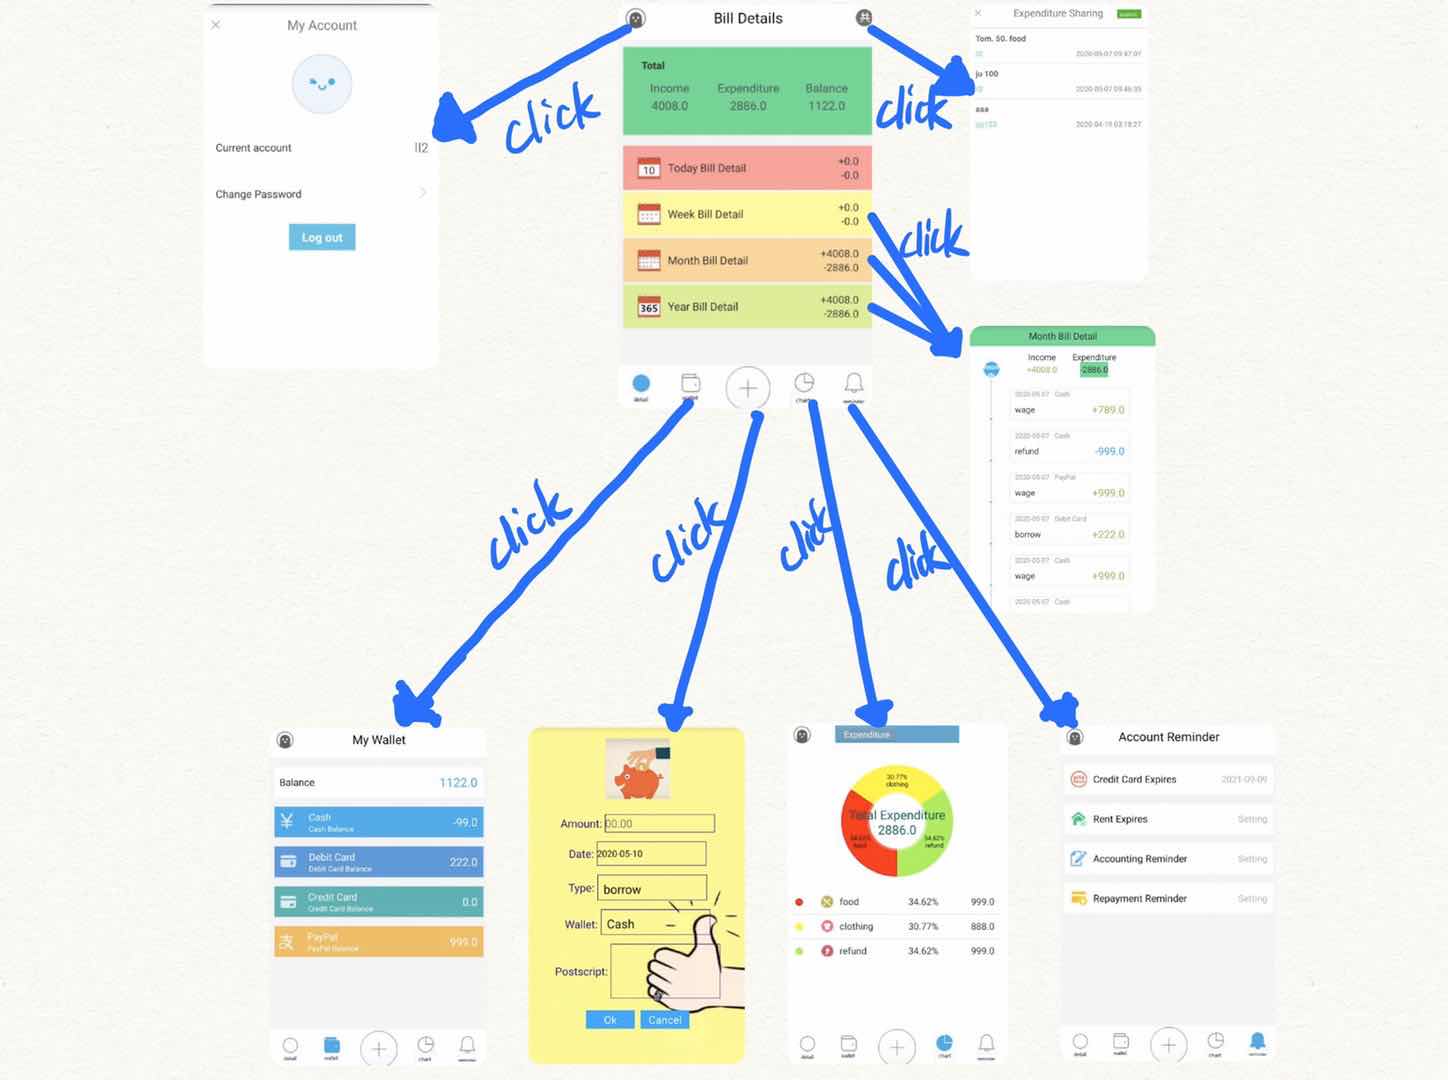 My Account
Current account
Change Password
Log out
click
Bill Details
Total
Income Expenditure Balance
4008.0 2886.0 1122.0
10 Today Bill Detail +0.0
-0.0
Week Bill Detail +0.0
-0.0
Month Bill Detail +4008.0
-2886.0
365 Year Bill Detail +4008.0
-2886.0
detail wallet chart reminder
click
Expenditure Sharing
Tom. 50. food
2020-05-07 09:47:07
ju 100
2020-05-07 09:46:35
aaa
2020-04-19 03:18:27
click
Month Bill Detail
Income Expenditure
+4008.0 -2886.0
2020-05-07 Cash
wage +789.0
2020-05-07 Cash
refund -999.0
2020-05-07 PayPal
wage +999.0
2020-05-07 Debit Card
borrow +222.0
2020-05-07 Cash
wage +999.0
2020-05-07 Cash
click
click
click
click
My Wallet
Balance 1122.0
Cash
Cash Balance -99.0
Debit Card
Debit Card Balance 222.0
Credit Card
Credit Card Balance 0.0
PayPal
PayPal Balance 999.0
detail wallet chart reminder
Amount: 00.00
Date: 2020-05-10
Type: borrow
Wallet: Cash
Postscript:
Ok Cancel
Expenditure
30.77%
clothing
Total Expenditure
2886.0
34.62%
food
34.62%
refund
food 34.62% 999.0
clothing 30.77% 888.0
refund 34.62% 999.0
detail wallet chart reminder
Account Reminder
Credit Card Expires 2021-09-09
Rent Expires Setting
Accounting Reminder Setting
Repayment Reminder Setting
detail wallet chart reminder